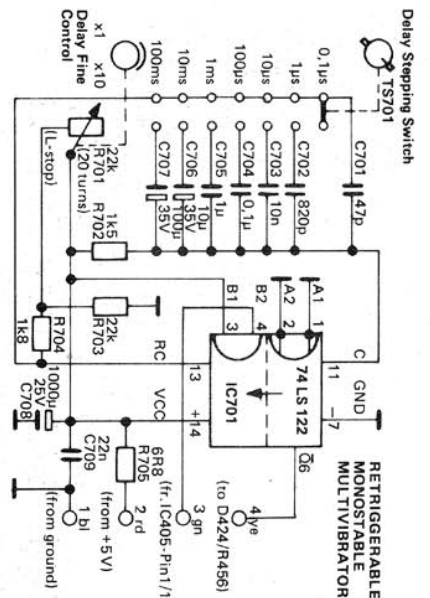 Delay Stepping Switch
TS701
0,1µs
1µs
10µs
100µs
1ms
10ms
100ms
C701
47p
C702
820p
C703
10n
C704
0,1µ
C705
1µ
C706
10µ
35V
C707
100µ
35V
Delay Fine
Control
x1
x10
22k
R701
(20 turns)
(L-stop)
R702
1k5
R703
22k
R704
1k8
A1
A2
B2
B1
1
2
4
3
C
11
GND
-7
RC
13
VCC
+14
74 LS 122
IC701
Q̅6
RETRIGGERABLE
MONOSTABLE
MULTIVIBRATOR
1000µ
25V
C708
22n
C709
6R8
R705
4 ye
(to D424/R456)
3 gn
(fr. IC405-Pin1/1
2 rd
(from +5V)
1 bl
(from ground)